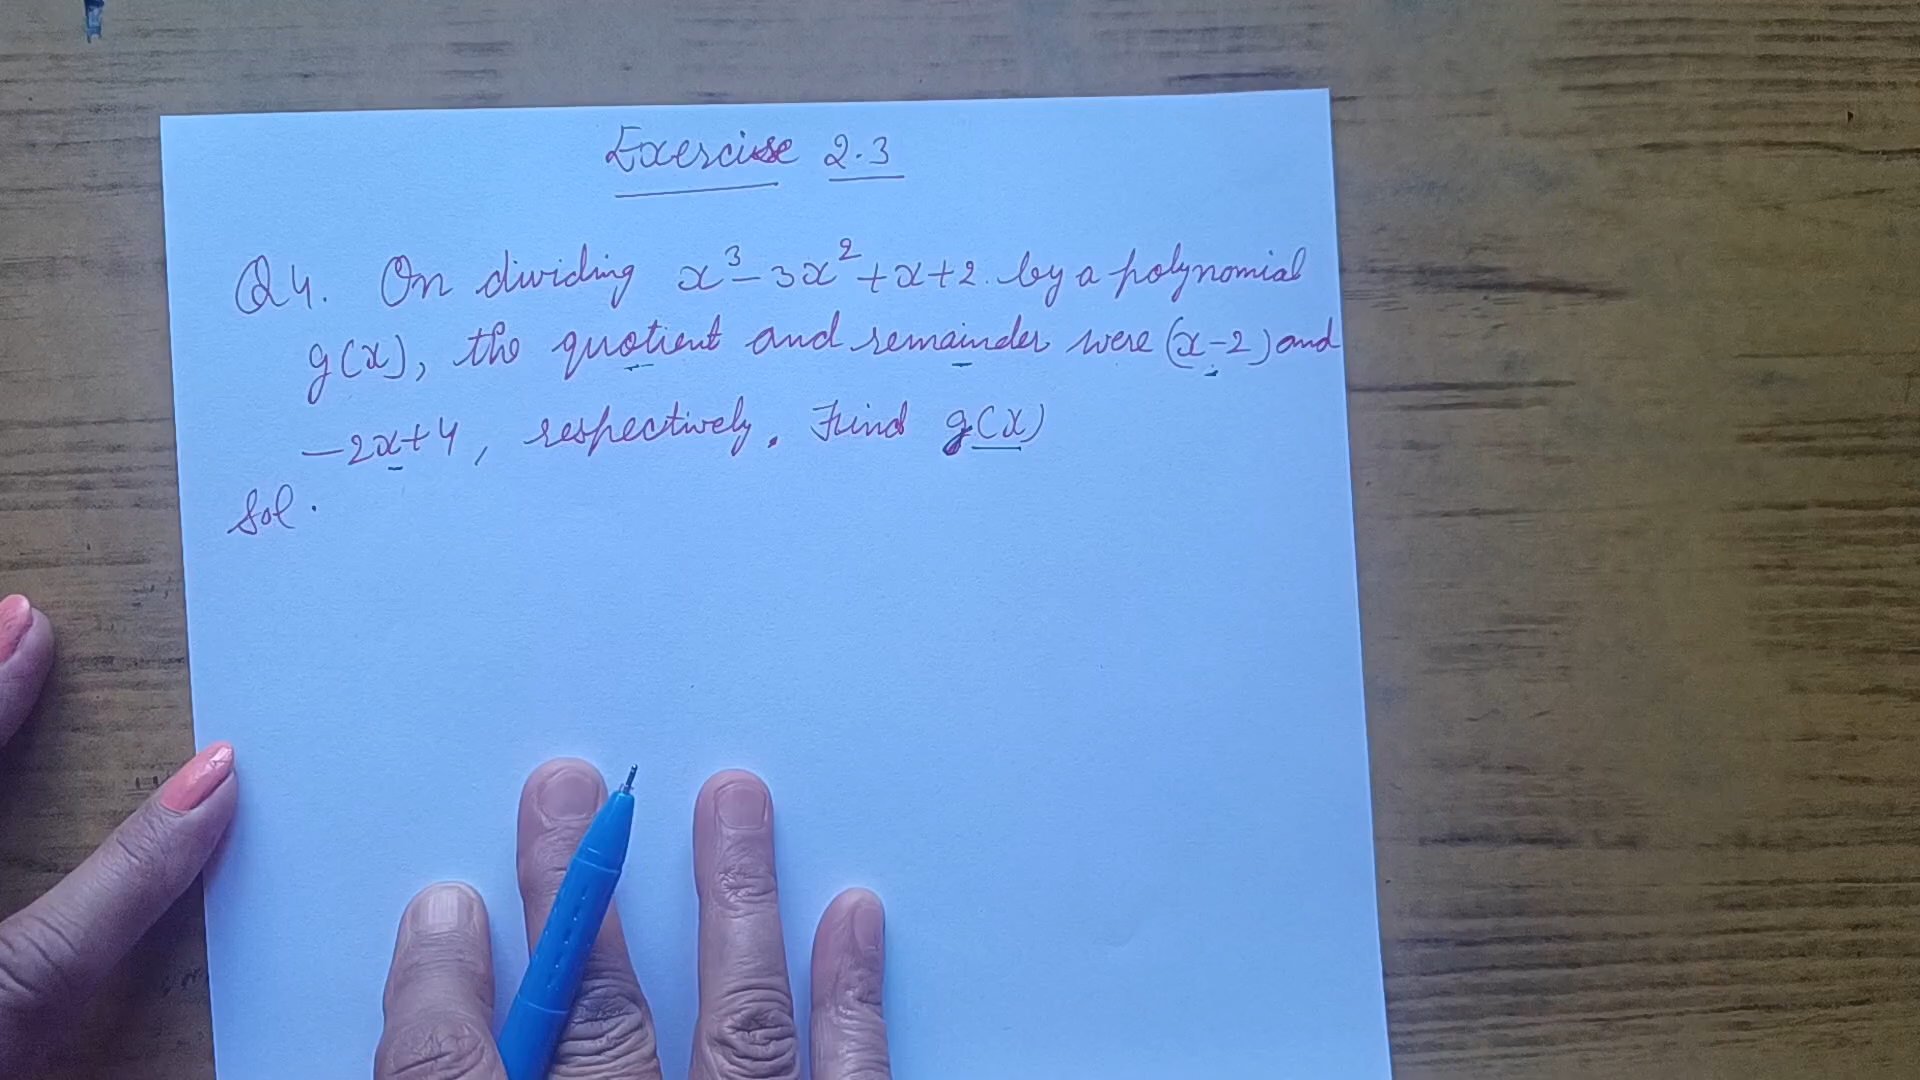 Exercise 2.3
Q4. On dividing x³-3x²+x+2. by a polynomial
g(x), the quotient and remainder were (x-2) and
-2x+4, respectively. Find g(x)
Sol.